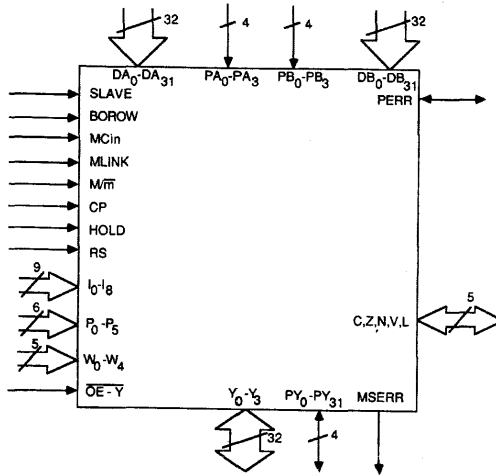 32 4 4 32
DA0-DA31 PA0-PA3 PB0-PB3 DB0-DB31
SLAVE
PERR
BOROW
MCin
MLINK
M/m̅
CP
HOLD
RS
9
I0-I8
6
P0-P5
C,Z,N,V,L
5
5
W0-W4
O̅E̅ ̅-̅ ̅Y̅
Y0-Y3 PY0-PY31 MSERR
32 4